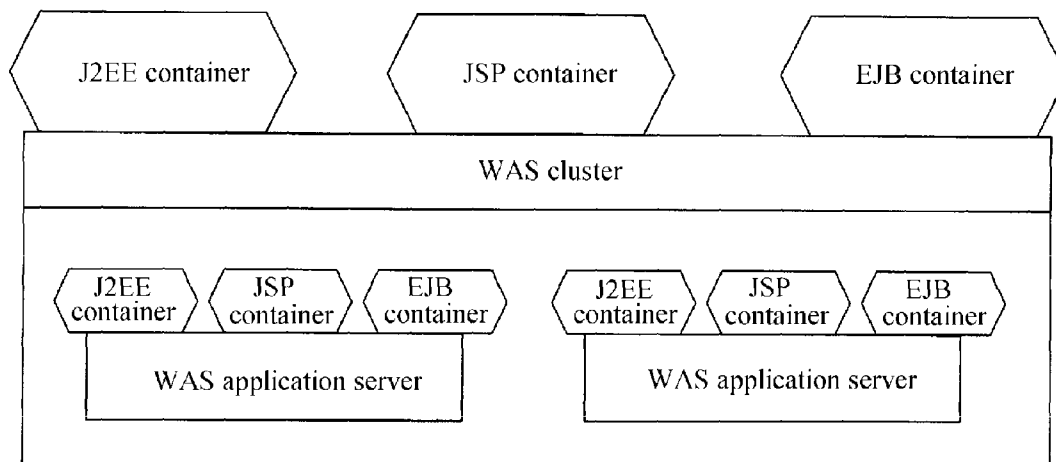 J2EE container
JSP container
EJB container
WAS cluster
J2EE
container
JSP
container
EJB
container
J2EE
container
JSP
container
EJB
container
WAS application server
WAS application server